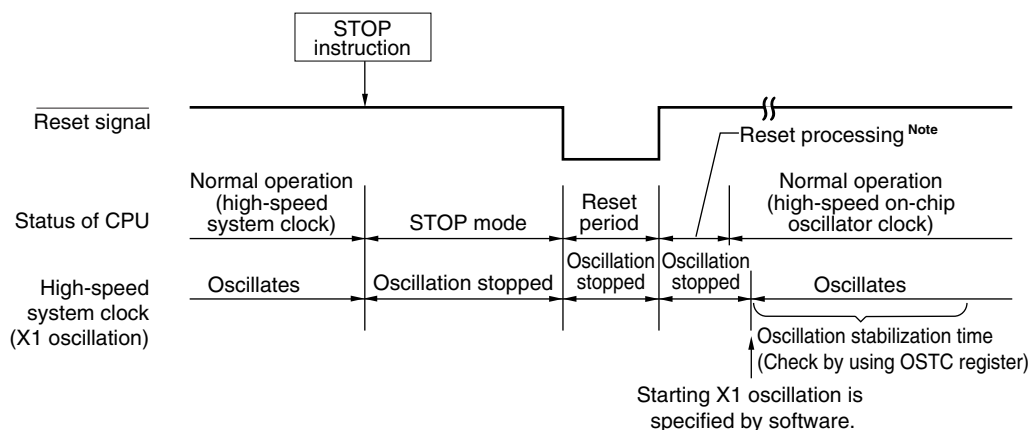 STOP
instruction
Reset signal
Reset processing Note
Status of CPU
Normal operation
(high-speed
system clock)
STOP mode
Reset
period
Normal operation
(high-speed on-chip
oscillator clock)
High-speed
system clock
(X1 oscillation)
Oscillates
Oscillation stopped
Oscillation
stopped
Oscillation
stopped
Oscillates
Oscillation stabilization time
(Check by using OSTC register)
Starting X1 oscillation is
specified by software.